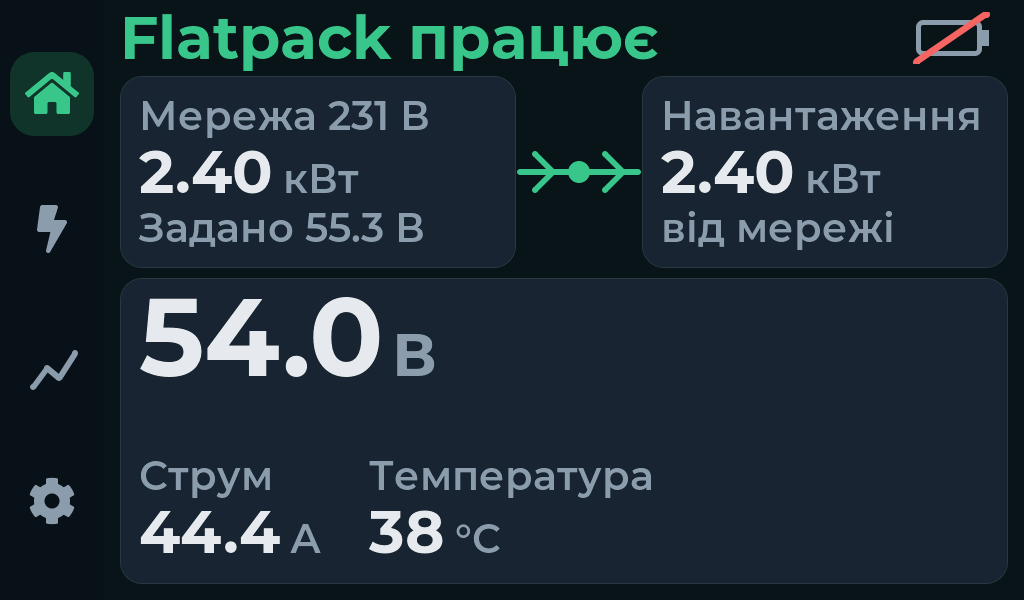 Flatpack працює
Мережа 231 В
2.40 кВт
Задано 55.3 В
Навантаження
2.40 кВт
від мережі
54.0 В
Струм
44.4 А
Температура
38 °C